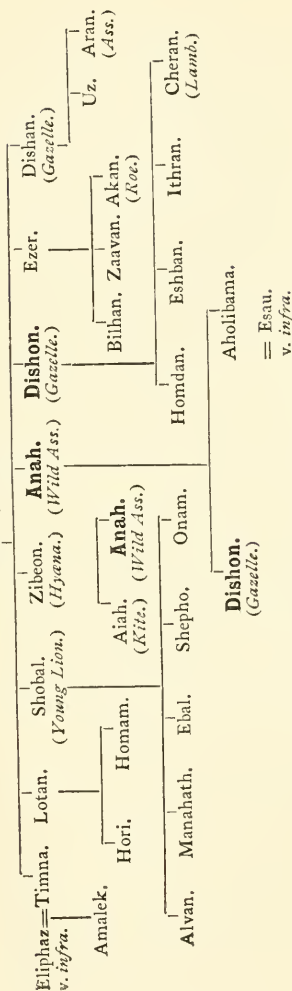 Eliphaz=Timna. Lotan. Shobal. Zibeon. Anah. Dishon. Ezer. Dishan.
v. infra. (Young Lion.) (Hyæna.) (Wild Ass.) (Gazelle.) (Gazelle.)
Amalek. Hori. Homam. Aiah. Anah. Bilhan. Zaavan. Akan. Uz. Aran.
(Kite.) (Wild Ass.) (Roe.) (Ass.)
Alvan. Manahath. Ebal. Shepho. Onam. Homdan. Eshban. Ithran. Cheran.
(Lamb.)
Dishon. Aholibama.
(Gazelle.) = Esau.
v. infra.